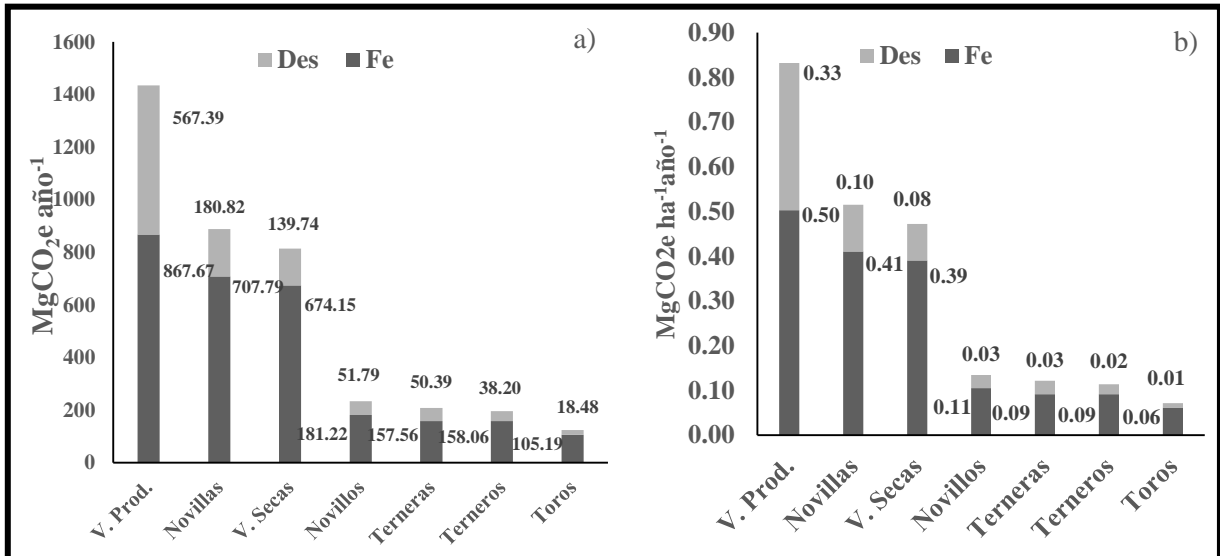 a)
Des Fe
MgCO₂e año⁻¹
1600
1400
1200
1000
800
600
400
200
0
567.39
867.67
180.82
707.79
139.74
674.15
51.79
181.22
50.39
157.56
38.20
158.06
18.48
105.19
V. Prod.
Novillas
V. Secas
Novillos
Terneras
Terneros
Toros
b)
Des Fe
MgCO2e ha⁻¹año⁻¹
0.90
0.80
0.70
0.60
0.50
0.40
0.30
0.20
0.10
0.00
0.33
0.50
0.10
0.41
0.08
0.39
0.03
0.11
0.03
0.09
0.02
0.09
0.01
0.06
V. Prod.
Novillas
V. Secas
Novillos
Terneras
Terneros
Toros